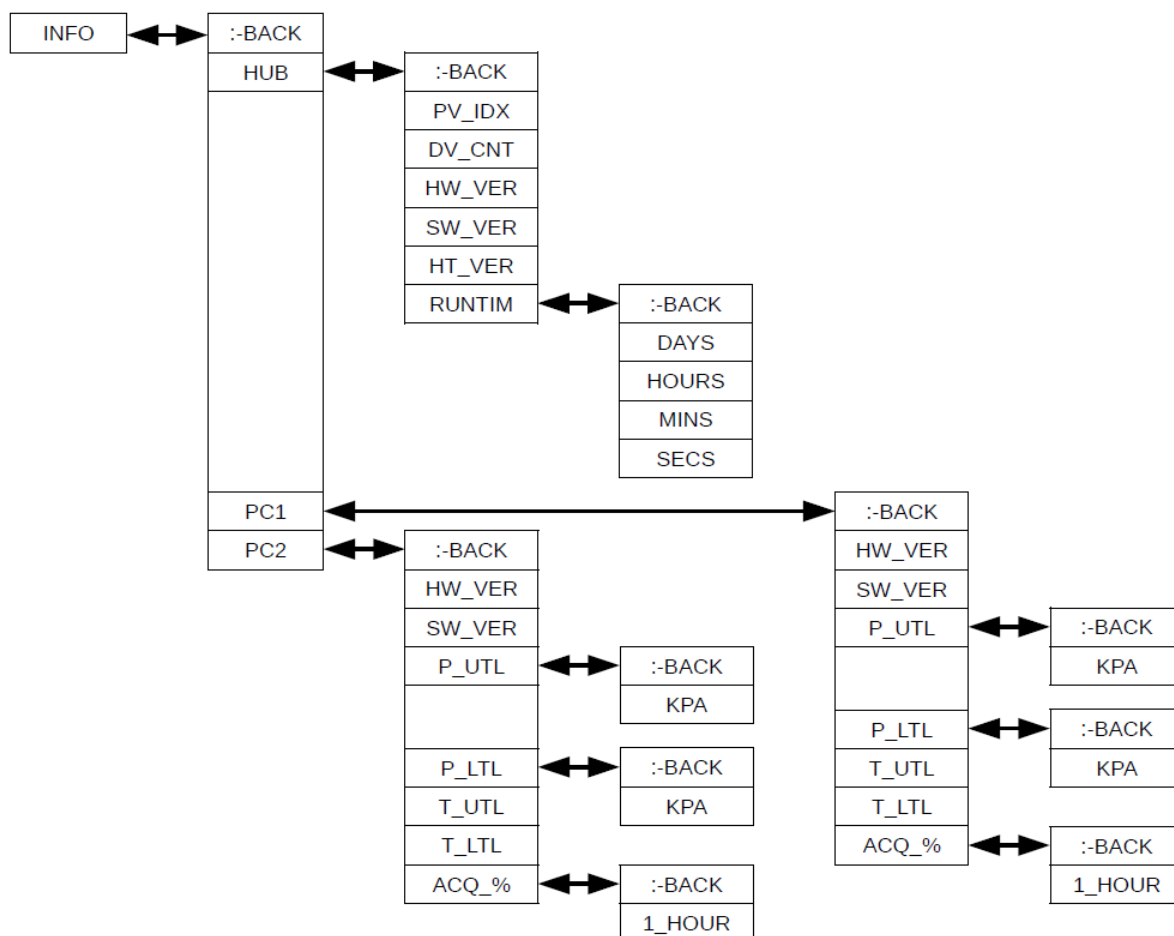 INFO
:-BACK
HUB
:-BACK
PV_IDX
DV_CNT
HW_VER
SW_VER
HT_VER
RUNTIM
:-BACK
DAYS
HOURS
MINS
SECS
PC1
:-BACK
HW_VER
SW_VER
P_UTL
:-BACK
KPA
P_LTL
:-BACK
KPA
T_UTL
T_LTL
ACQ_%
:-BACK
1_HOUR
PC2
:-BACK
HW_VER
SW_VER
P_UTL
:-BACK
KPA
P_LTL
:-BACK
KPA
T_UTL
T_LTL
ACQ_%
:-BACK
1_HOUR